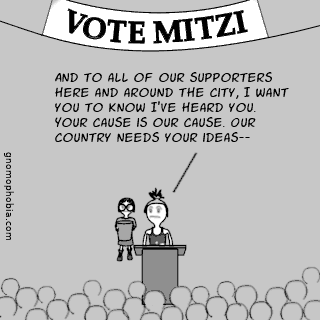 VOTE MITZI
AND TO ALL OF OUR SUPPORTERS
HERE AND AROUND THE CITY, I WANT
YOU TO KNOW I'VE HEARD YOU.
YOUR CAUSE IS OUR CAUSE. OUR
COUNTRY NEEDS YOUR IDEAS--
gnomophobia.com